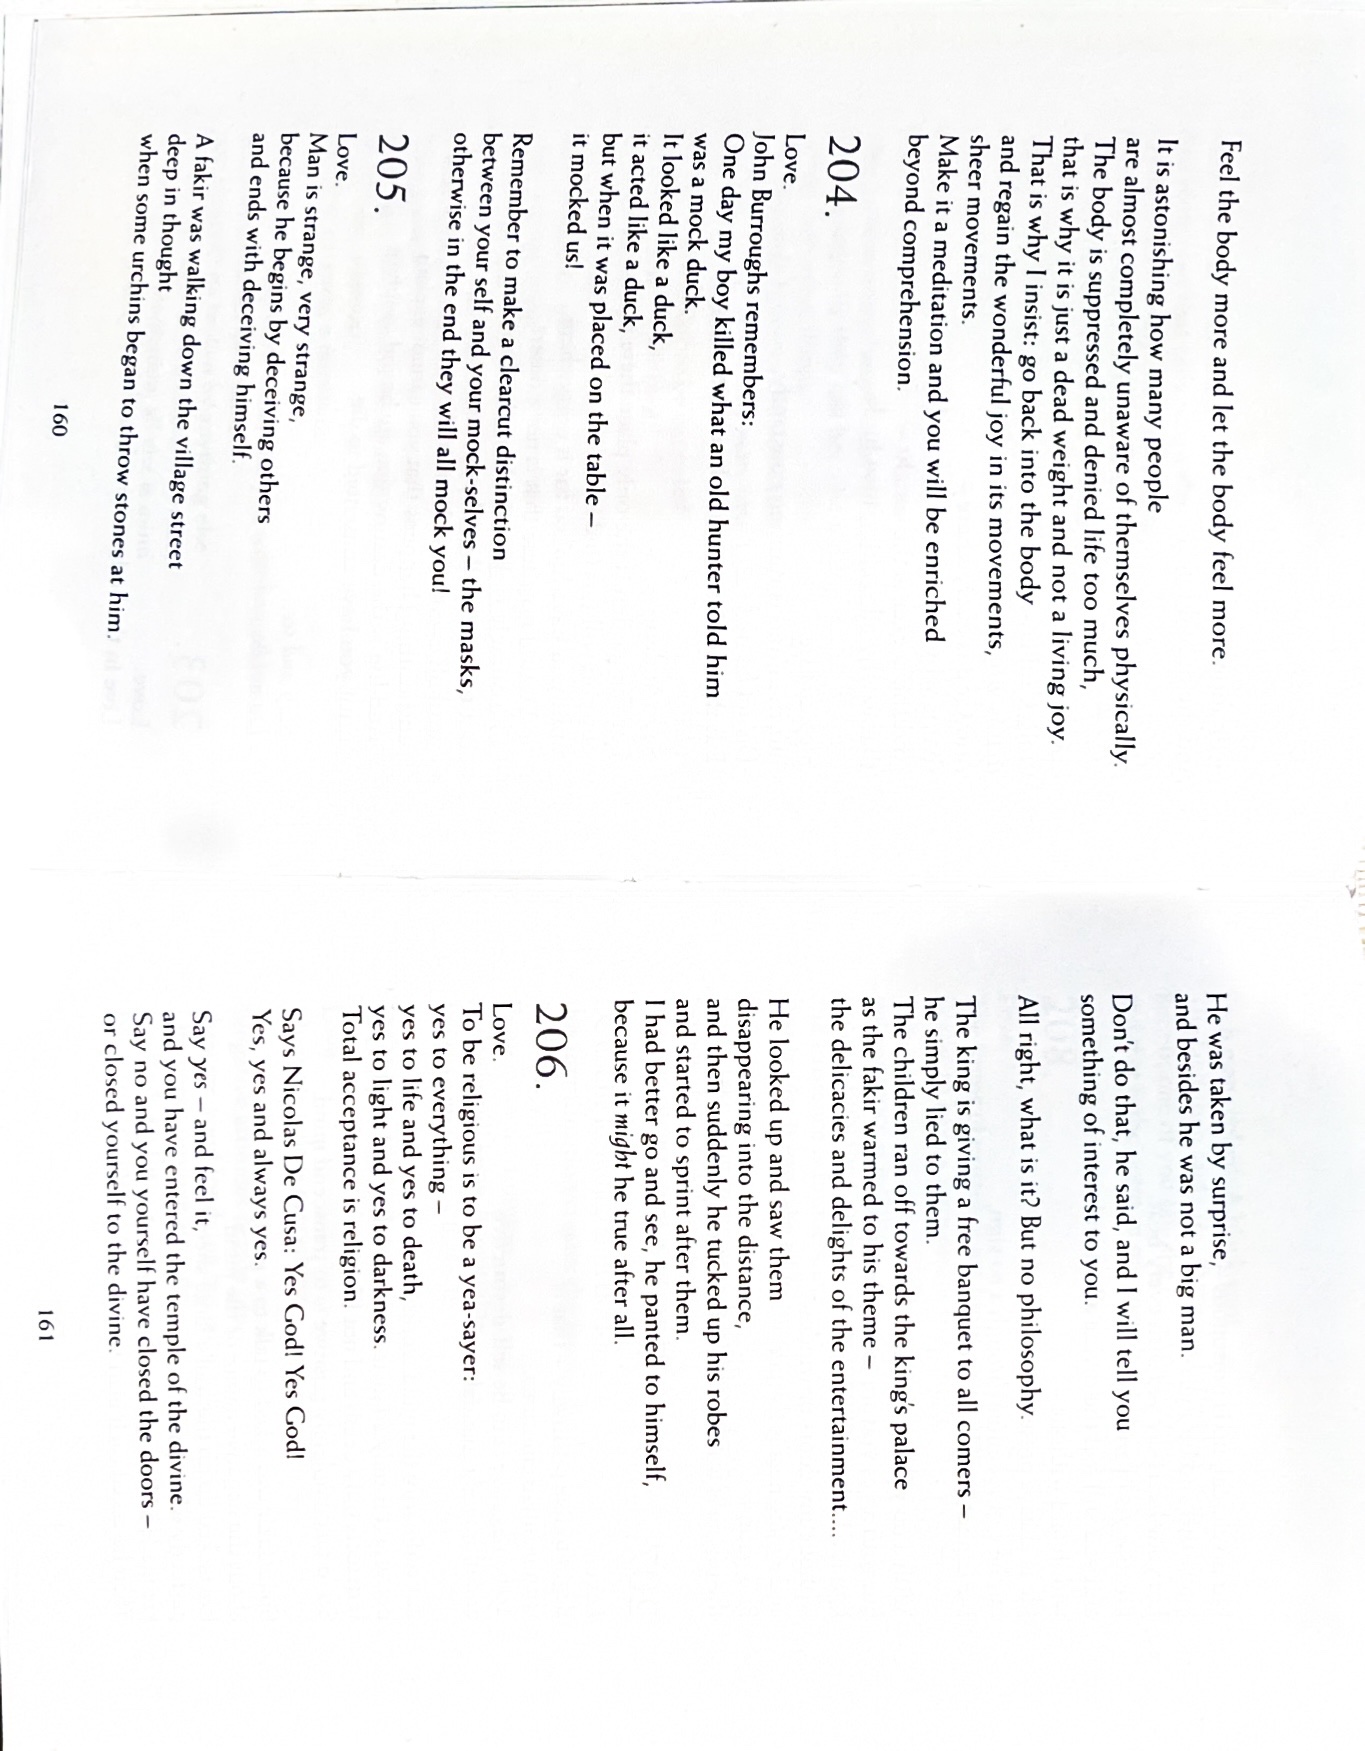 Feel the body more and let the body feel more.
It is astonishing how many people
are almost completely unaware of themselves physically.
The body is suppressed and denied life too much,
that is why it is just a dead weight and not a living joy.
That is why I insist: go back into the body
and regain the wonderful joy in its movements,
sheer movements.
Make it a meditation and you will be enriched
beyond comprehension.
204.
Love.
John Burroughs remembers:
One day my boy killed what an old hunter told him
was a mock duck.
It looked like a duck,
it acted like a duck,
but when it was placed on the table –
it mocked us!
Remember to make a clearcut distinction
between your self and your mock-selves – the masks,
otherwise in the end they will all mock you!
205.
Love.
Man is strange, very strange,
because he begins by deceiving others
and ends with deceiving himself.
A fakir was walking down the village street
deep in thought
when some urchins began to throw stones at him.
160
He was taken by surprise,
and besides he was not a big man.
Don't do that, he said, and I will tell you
something of interest to you.
All right, what is it? But no philosophy.
The king is giving a free banquet to all comers –
he simply lied to them.
The children ran off towards the king's palace
as the fakir warmed to his theme –
the delicacies and delights of the entertainment....
He looked up and saw them
disappearing into the distance,
and then suddenly he tucked up his robes
and started to sprint after them.
I had better go and see, he panted to himself,
because it might he true after all.
206.
Love.
To be religious is to be a yea-sayer:
yes to everything –
yes to life and yes to death,
yes to light and yes to darkness.
Total acceptance is religion.
Says Nicolas De Cusa: Yes God! Yes God!
Yes, yes and always yes.
Say yes – and feel it,
and you have entered the temple of the divine.
Say no and you yourself have closed the doors –
or closed yourself to the divine.
161